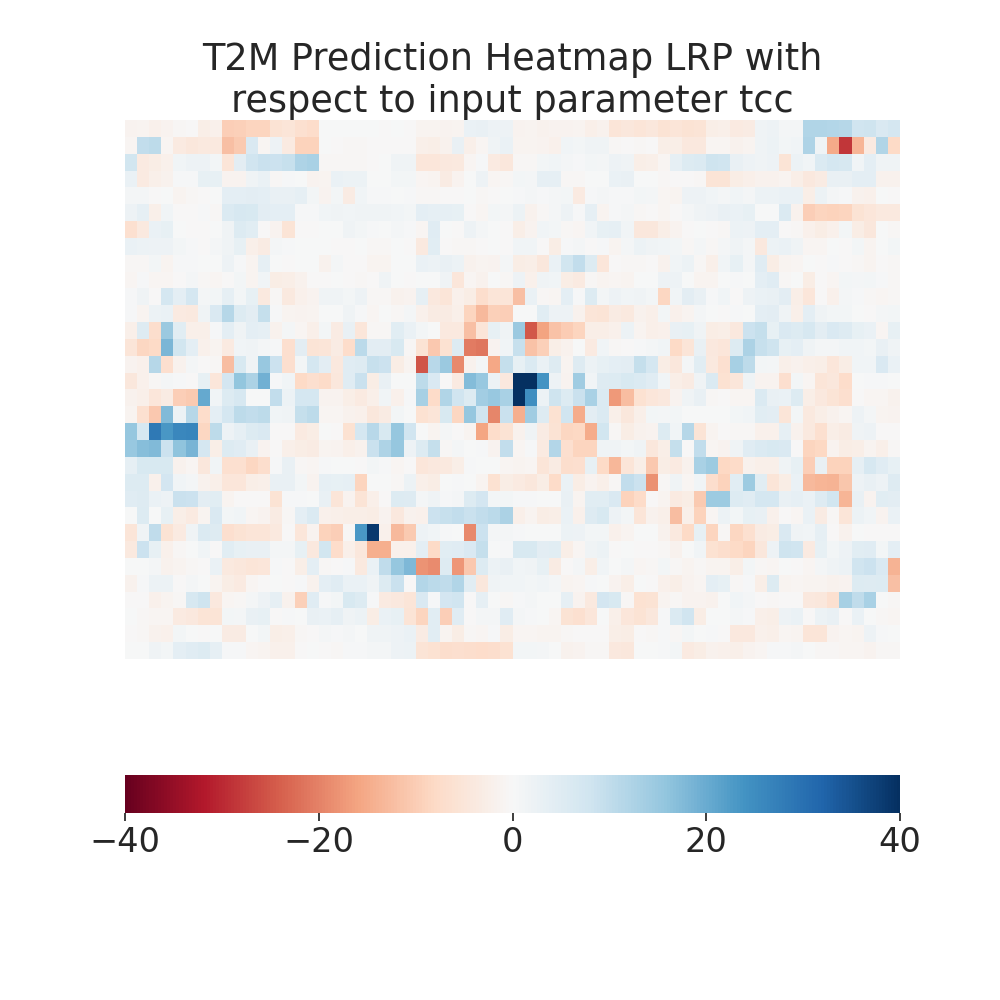 T2M Prediction Heatmap LRP with
respect to input parameter tcc
−40 −20 0 20 40